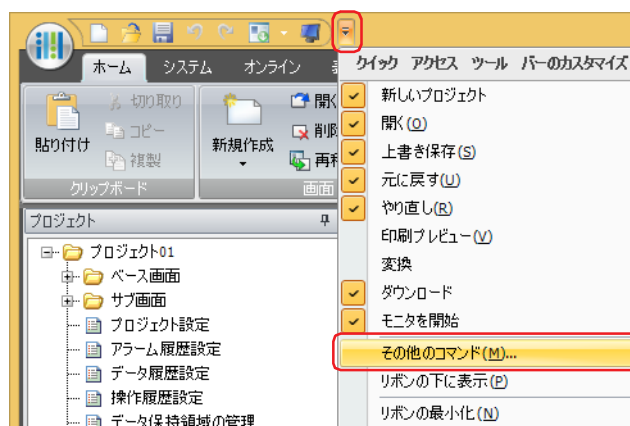 ホーム システム オンライン
クイック アクセス ツール バーのカスタマイズ
貼り付け
切り取り
コピー
複製
クリップボード
新規作成
開く
削除
画面
新しいプロジェクト
開く(O)
上書き保存(S)
元に戻す(U)
やり直し(R)
印刷プレビュー(V)
変換
ダウンロード
モニタを開始
その他のコマンド(M)...
リボンの下に表示(P)
リボンの最小化(N)
プロジェクト
プロジェクト01
ベース画面
サブ画面
プロジェクト設定
アラーム履歴設定
データ履歴設定
操作履歴設定
データ保持領域の管理